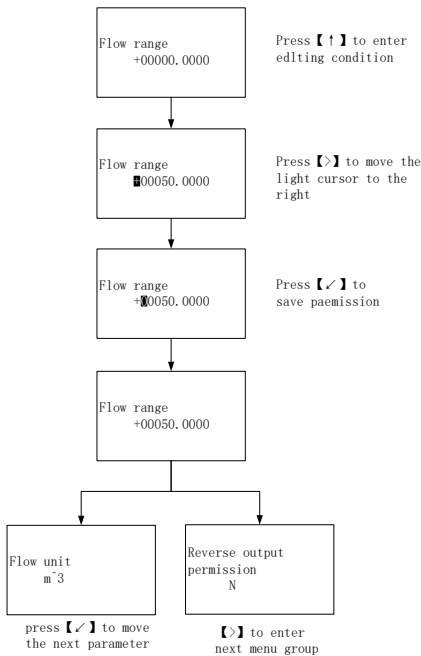 Flow range
+00000.0000
Press【↑】to enter
edlting condition
Flow range
+00050.0000
Press【>】to move the
light cursor to the
right
Flow range
+00050.0000
Press【↙】to
save paemission
Flow range
+00050.0000
Flow unit
m^3
Reverse output
permission
N
press【↙】to move
the next parameter
【>】to enter
next menu group